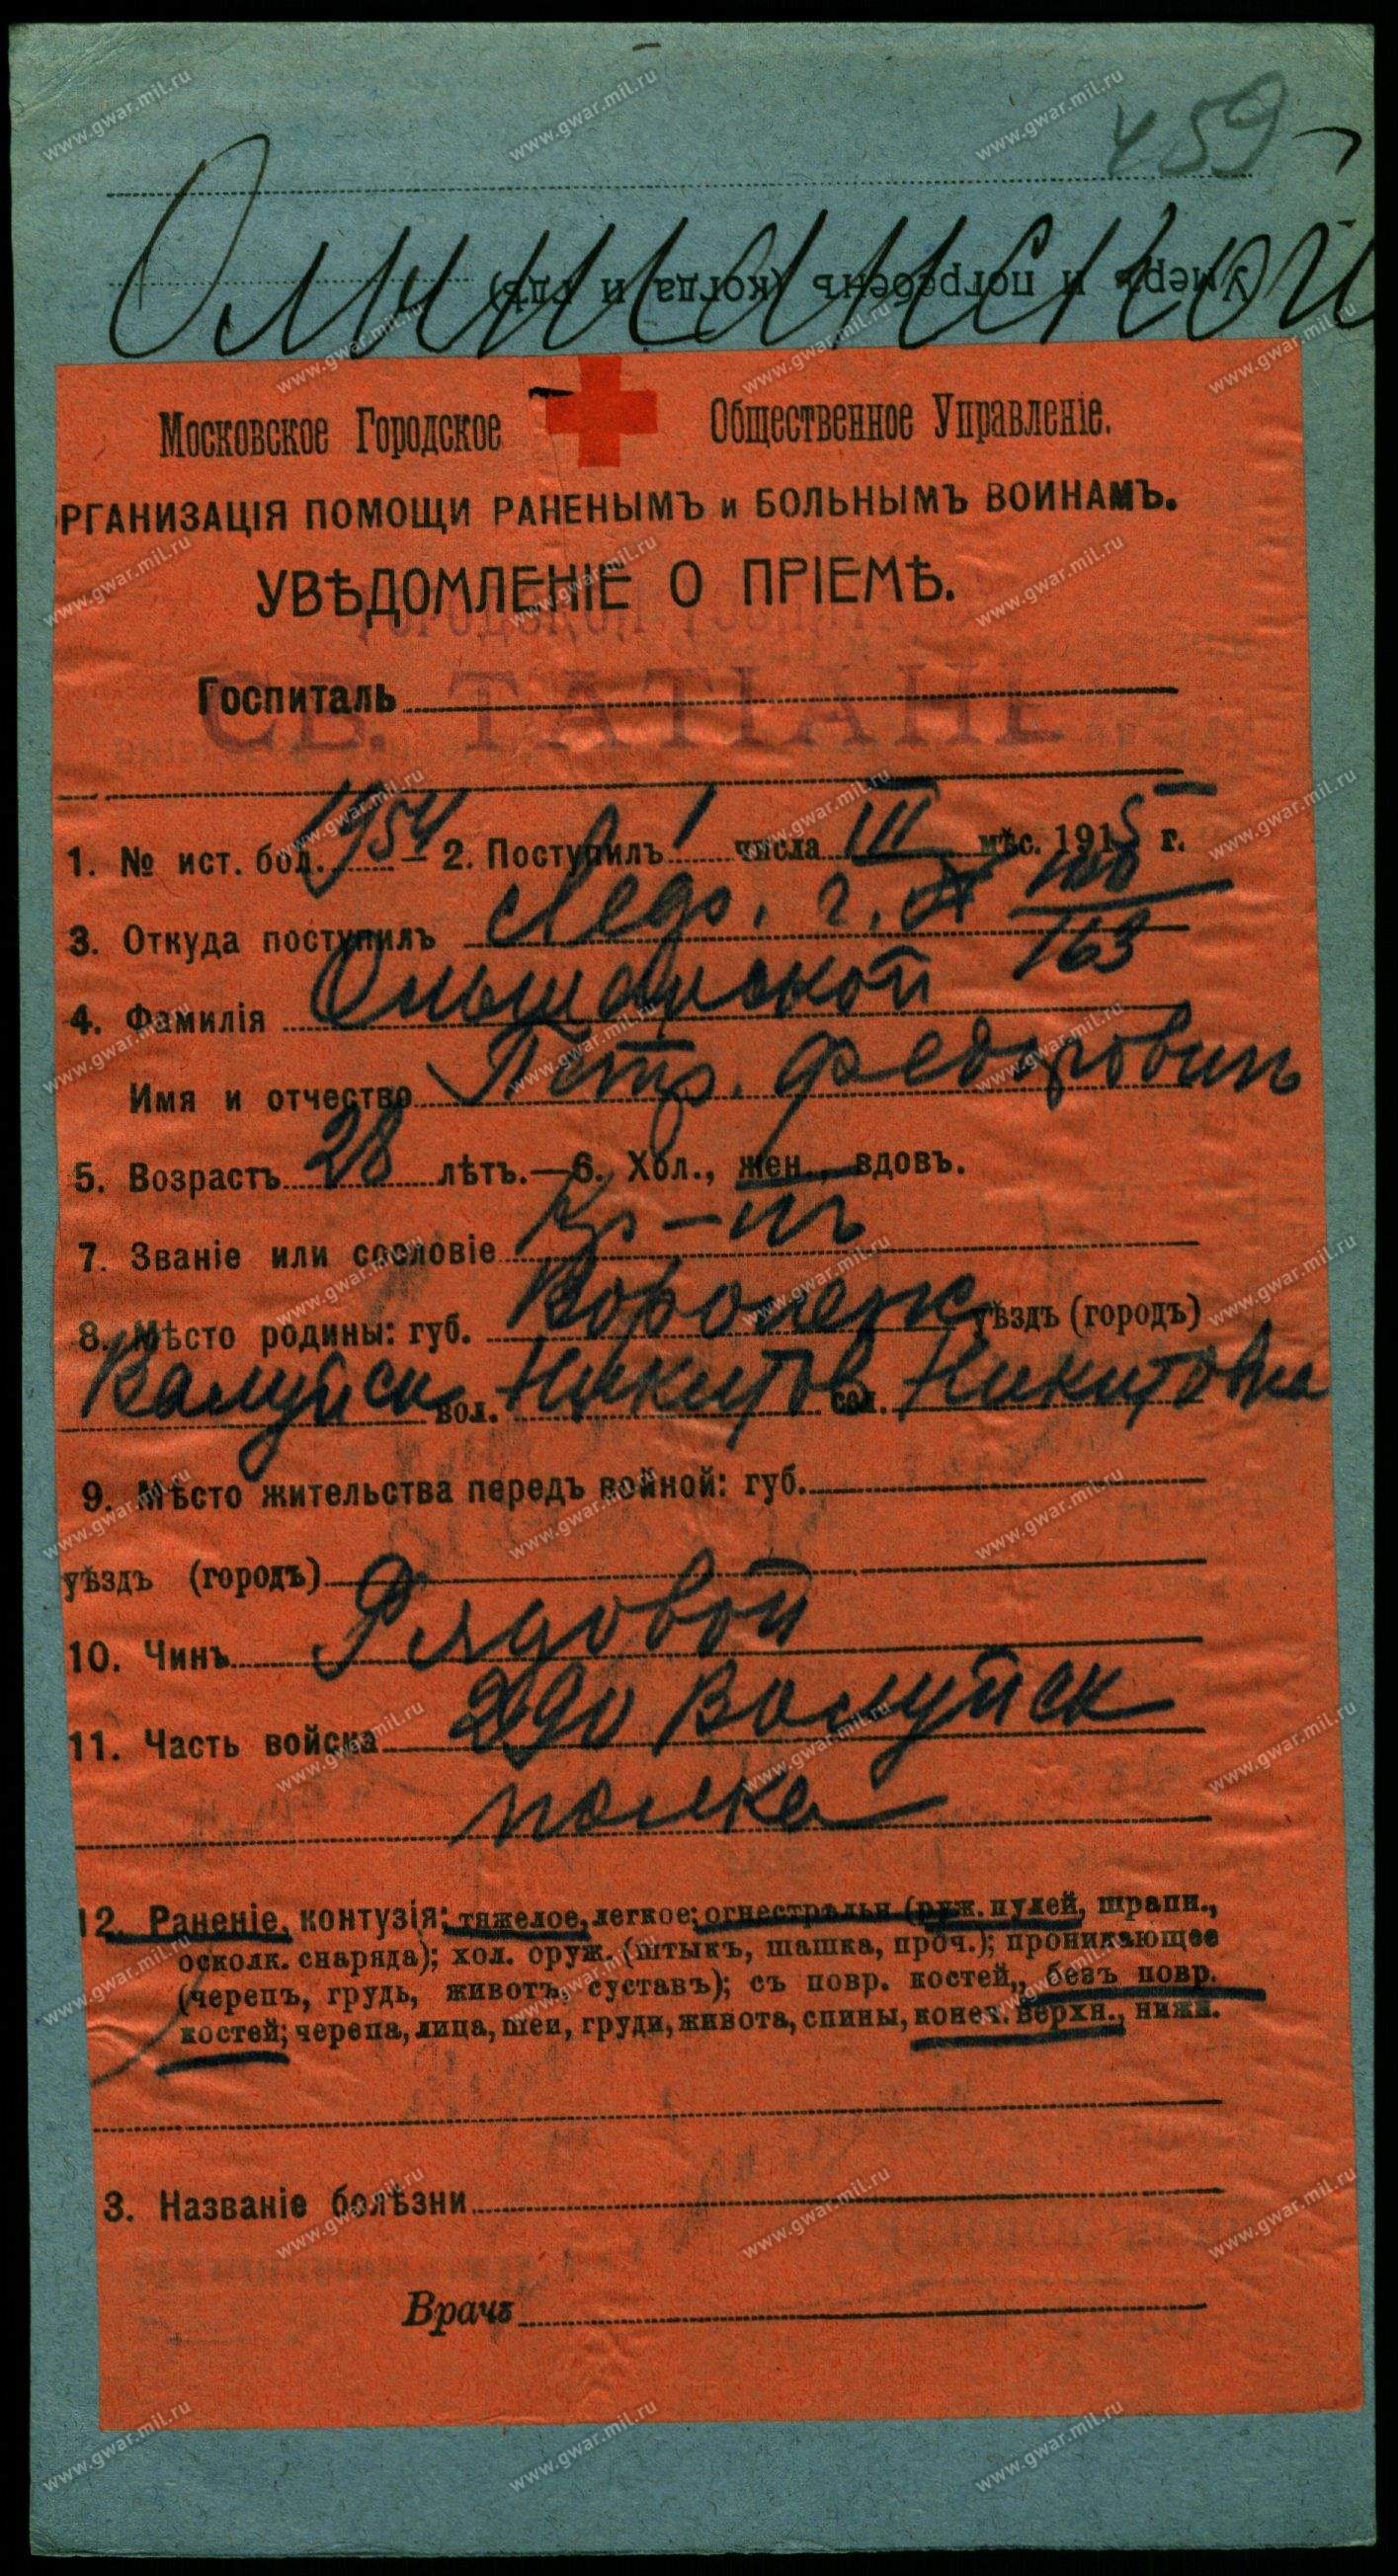 459
Олишанской
Умеръ и погребенъ (когда и гдѣ)
Московское Городское Общественное Управленіе.
ОРГАНИЗАЦІЯ ПОМОЩИ РАНЕНЫМЪ и БОЛЬНЫМЪ ВОИНАМЪ.
УВѢДОМЛЕНІЕ О ПРІЕМѢ.
Госпиталь
СВ. ТАТІАНЫ
1. № ист. бол. 1954 — 2. Поступилъ 1 числа III мѣс. 1915 г.
3. Откуда поступилъ
163
4. Фамилія Ольшанской
Имя и отчество Петр. Федорович
5. Возрастъ 28 лѣтъ.—6. Хол., жен., вдовъ.
7. Званіе или сословіе Кр-нъ
8. Мѣсто родины: губ. Воронеж уѣздъ (городъ)
Валуйск вол. Никитов сел. Никитовка
9. Мѣсто жительства передъ войной: губ.
уѣздъ (городъ)
10. Чинъ Рядовой
11. Часть войска 290 Валуйск
полка
12. Раненіе, контузія; тяжелое, легкое; огнестрѣльн. (руж. пулей, шрапн.,
осколк. снаряда); хол. оруж. (штыкъ, шашка, проч.); проникающее
(черепъ, грудь, животъ, суставъ); съ повр. костей,, безъ повр.
костей; черепа, лица, шеи, груди, живота, спины, конеч. верхн., нижн.
3. Названіе болѣзни
Врачъ
www.gwar.mil.ru